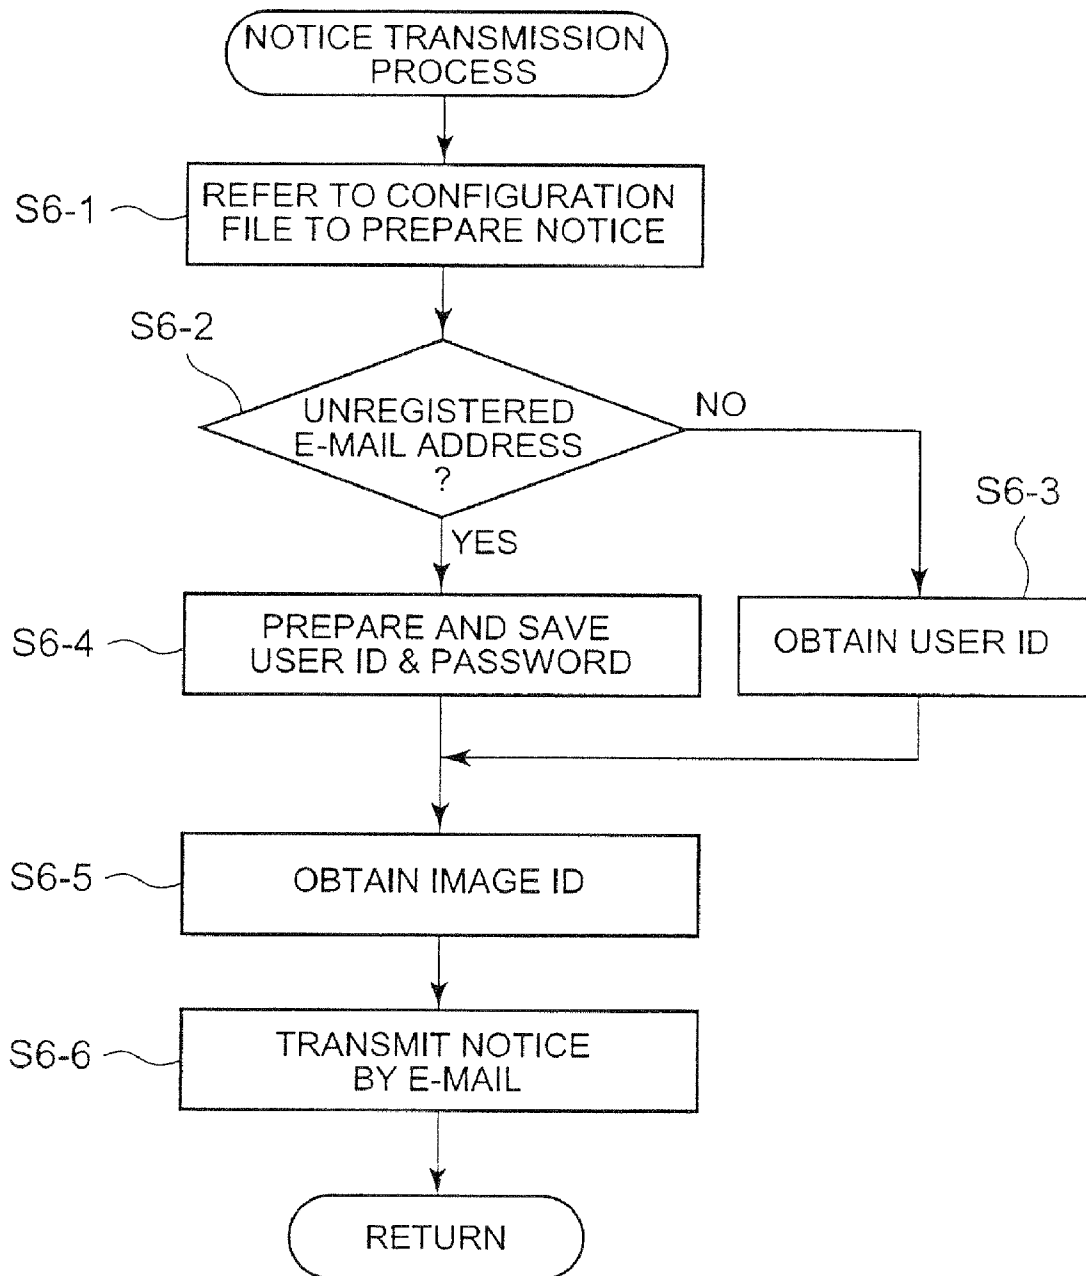 NOTICE TRANSMISSION
PROCESS
S6-1
REFER TO CONFIGURATION
FILE TO PREPARE NOTICE
S6-2
UNREGISTERED
E-MAIL ADDRESS
?
NO
YES
S6-3
OBTAIN USER ID
S6-4
PREPARE AND SAVE
USER ID & PASSWORD
S6-5
OBTAIN IMAGE ID
S6-6
TRANSMIT NOTICE
BY E-MAIL
RETURN